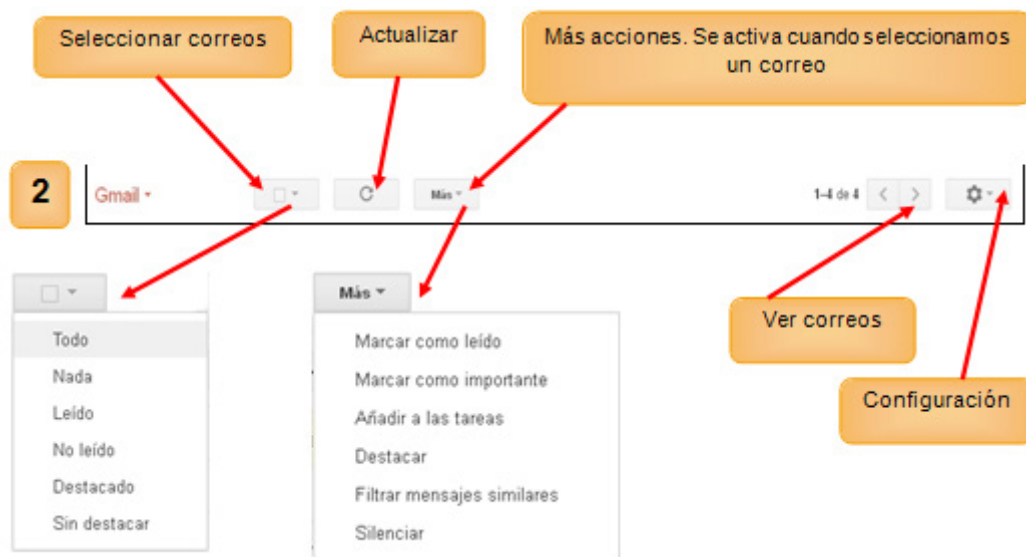 Seleccionar correos
Actualizar
Más acciones. Se activa cuando seleccionamos
un correo
2
Gmail
Más
1–4 de 4
Más
Todo
Nada
Leído
No leído
Destacado
Sin destacar
Marcar como leído
Marcar como importante
Añadir a las tareas
Destacar
Filtrar mensajes similares
Silenciar
Ver correos
Configuración